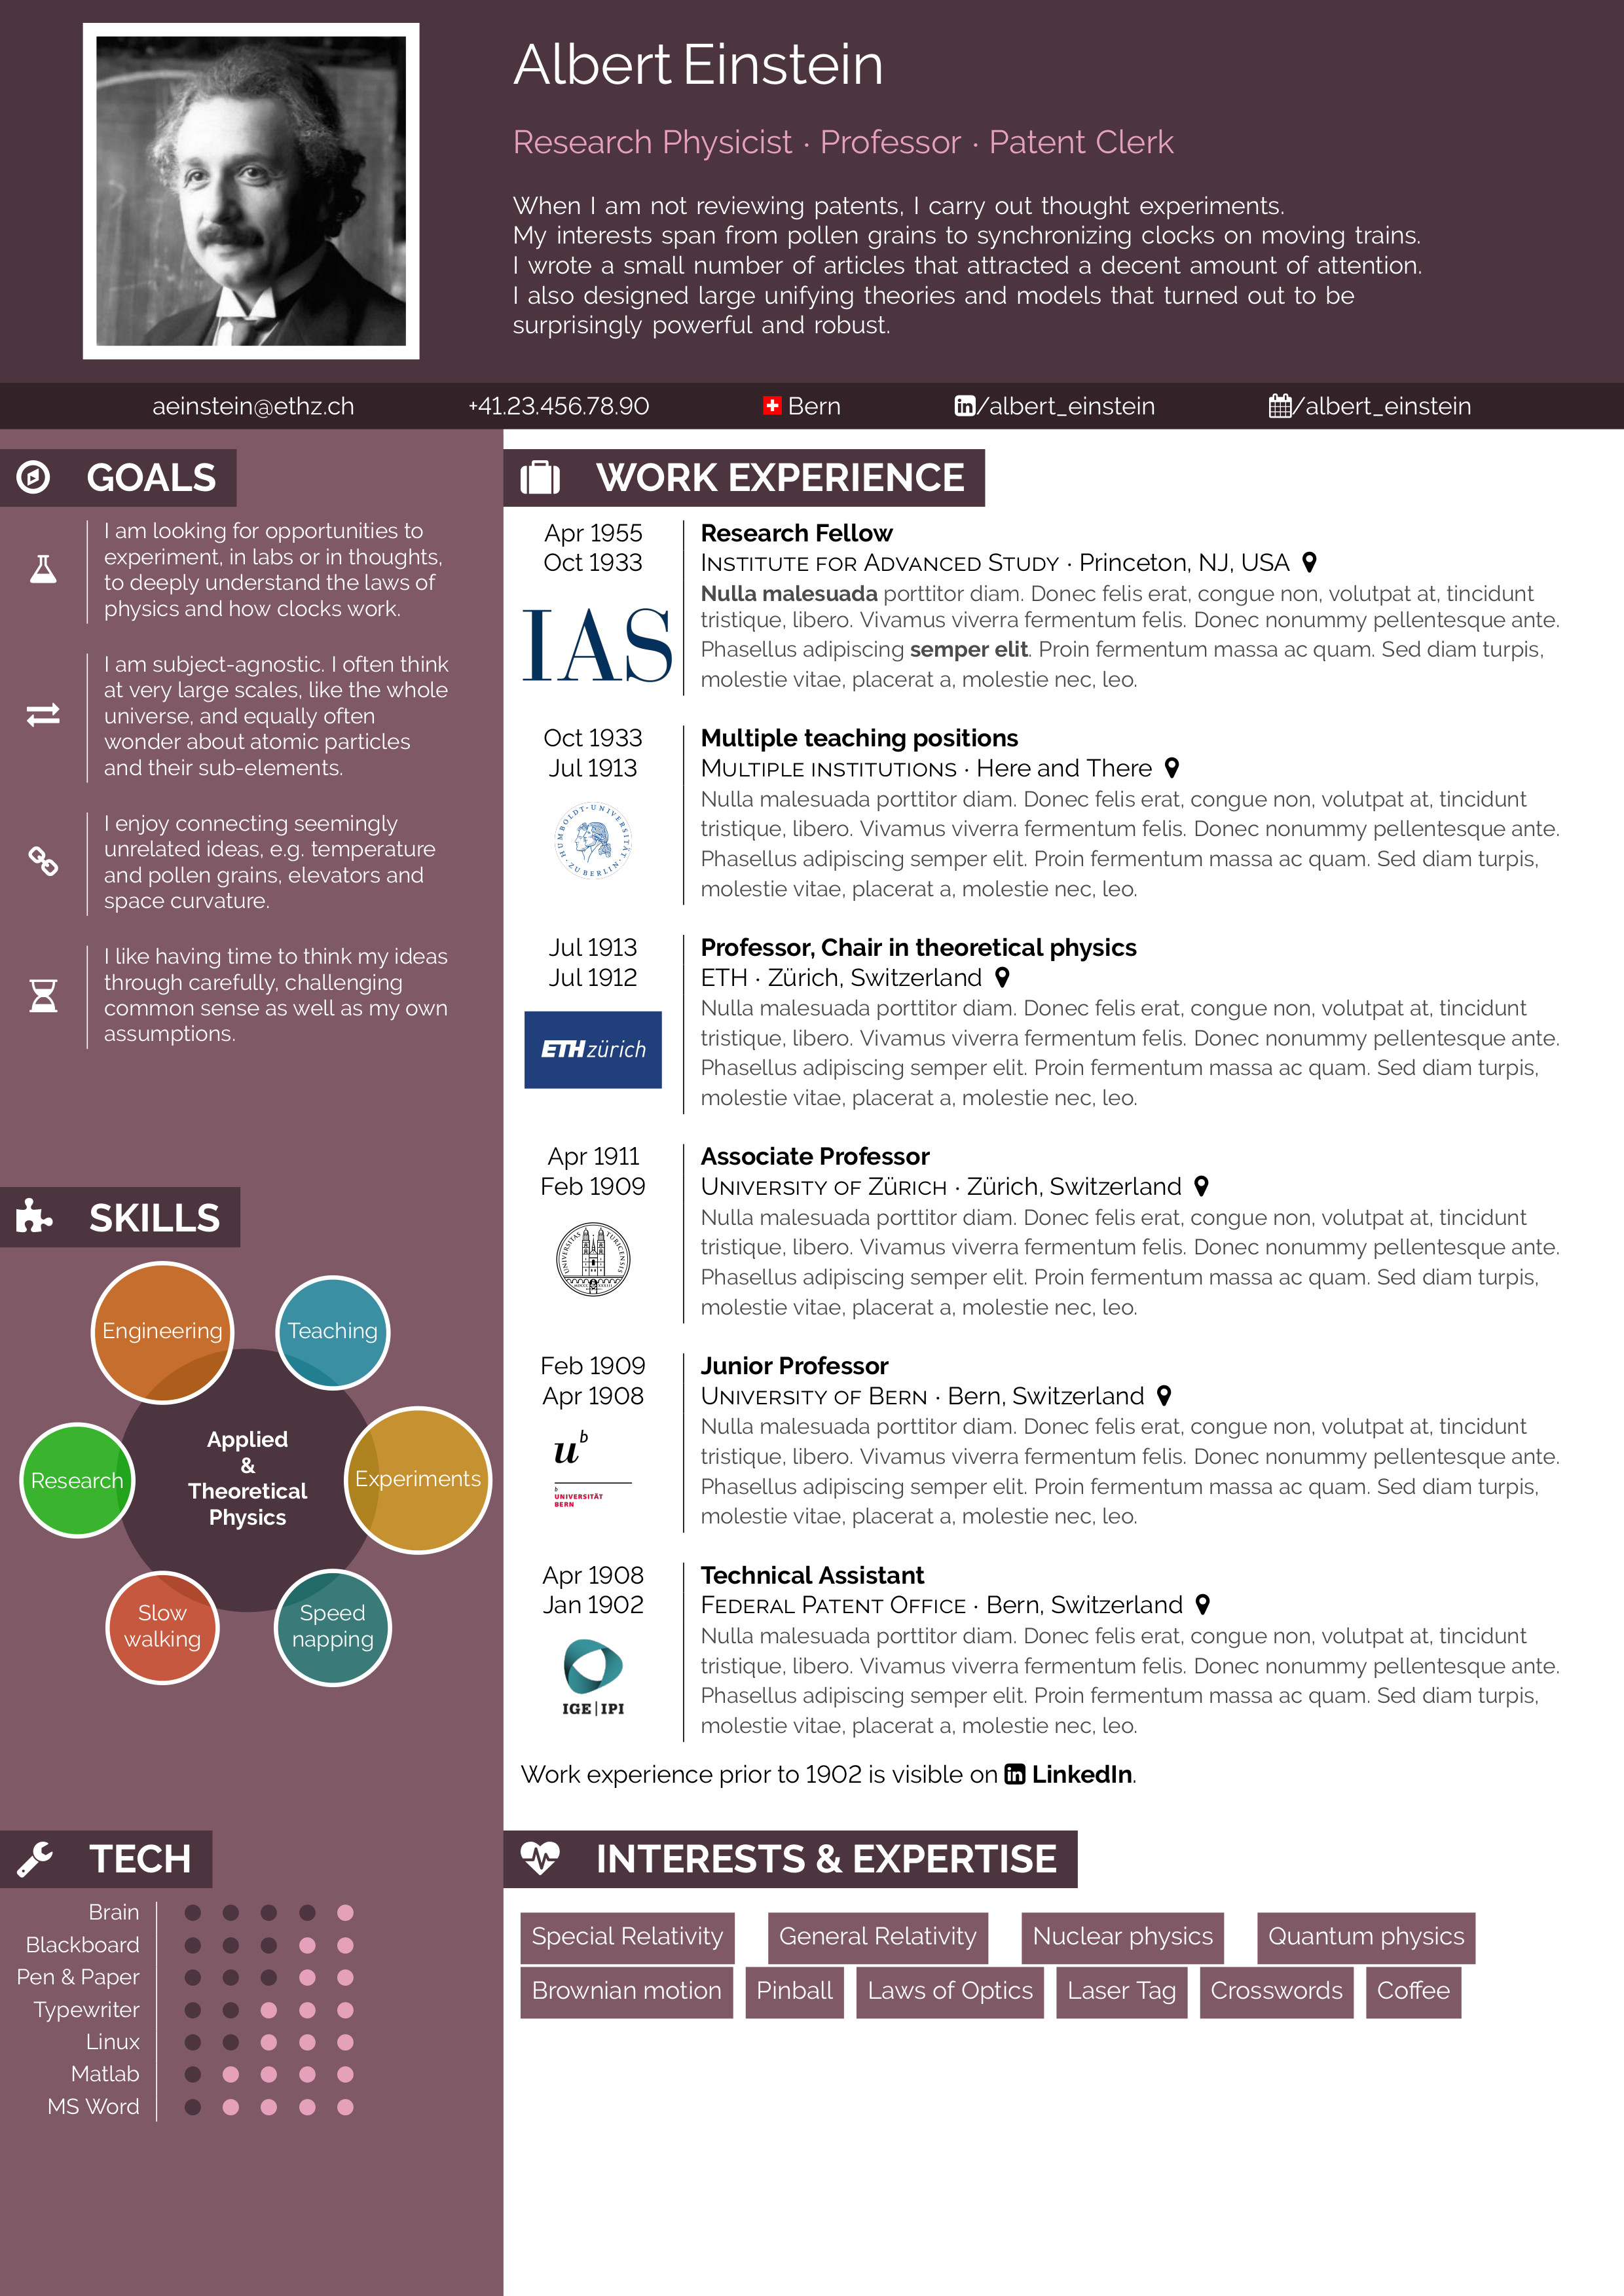 Albert Einstein
Research Physicist · Professor · Patent Clerk
When I am not reviewing patents, I carry out thought experiments.
My interests span from pollen grains to synchronizing clocks on moving trains.
I wrote a small number of articles that attracted a decent amount of attention.
I also designed large unifying theories and models that turned out to be
surprisingly powerful and robust.
aeinstein@ethz.ch +41.23.456.78.90 Bern in/albert_einstein /albert_einstein
GOALS
I am looking for opportunities to
experiment, in labs or in thoughts,
to deeply understand the laws of
physics and how clocks work.
I am subject-agnostic. I often think
at very large scales, like the whole
universe, and equally often
wonder about atomic particles
and their sub-elements.
I enjoy connecting seemingly
unrelated ideas, e.g. temperature
and pollen grains, elevators and
space curvature.
I like having time to think my ideas
through carefully, challenging
common sense as well as my own
assumptions.
SKILLS
Engineering
Teaching
Research
Applied
&
Theoretical
Physics
Experiments
Slow
walking
Speed
napping
TECH
Brain
Blackboard
Pen & Paper
Typewriter
Linux
Matlab
MS Word
WORK EXPERIENCE
Apr 1955
Oct 1933
IAS
Research Fellow
INSTITUTE FOR ADVANCED STUDY · Princeton, NJ, USA
Nulla malesuada porttitor diam. Donec felis erat, congue non, volutpat at, tincidunt
tristique, libero. Vivamus viverra fermentum felis. Donec nonummy pellentesque ante.
Phasellus adipiscing semper elit. Proin fermentum massa ac quam. Sed diam turpis,
molestie vitae, placerat a, molestie nec, leo.
Oct 1933
Jul 1913
HUMBOLDT-UNIVERSITÄT · ZU BERLIN ·
Multiple teaching positions
MULTIPLE INSTITUTIONS · Here and There
Nulla malesuada porttitor diam. Donec felis erat, congue non, volutpat at, tincidunt
tristique, libero. Vivamus viverra fermentum felis. Donec nonummy pellentesque ante.
Phasellus adipiscing semper elit. Proin fermentum massa ac quam. Sed diam turpis,
molestie vitae, placerat a, molestie nec, leo.
Jul 1913
Jul 1912
ETH zürich
Professor, Chair in theoretical physics
ETH · Zürich, Switzerland
Nulla malesuada porttitor diam. Donec felis erat, congue non, volutpat at, tincidunt
tristique, libero. Vivamus viverra fermentum felis. Donec nonummy pellentesque ante.
Phasellus adipiscing semper elit. Proin fermentum massa ac quam. Sed diam turpis,
molestie vitae, placerat a, molestie nec, leo.
Apr 1911
Feb 1909
UNIVERSITAS TURICENSIS
Associate Professor
UNIVERSITY OF ZÜRICH · Zürich, Switzerland
Nulla malesuada porttitor diam. Donec felis erat, congue non, volutpat at, tincidunt
tristique, libero. Vivamus viverra fermentum felis. Donec nonummy pellentesque ante.
Phasellus adipiscing semper elit. Proin fermentum massa ac quam. Sed diam turpis,
molestie vitae, placerat a, molestie nec, leo.
Feb 1909
Apr 1908
u b
b
UNIVERSITÄT
BERN
Junior Professor
UNIVERSITY OF BERN · Bern, Switzerland
Nulla malesuada porttitor diam. Donec felis erat, congue non, volutpat at, tincidunt
tristique, libero. Vivamus viverra fermentum felis. Donec nonummy pellentesque ante.
Phasellus adipiscing semper elit. Proin fermentum massa ac quam. Sed diam turpis,
molestie vitae, placerat a, molestie nec, leo.
Apr 1908
Jan 1902
IGE|IPI
Technical Assistant
FEDERAL PATENT OFFICE · Bern, Switzerland
Nulla malesuada porttitor diam. Donec felis erat, congue non, volutpat at, tincidunt
tristique, libero. Vivamus viverra fermentum felis. Donec nonummy pellentesque ante.
Phasellus adipiscing semper elit. Proin fermentum massa ac quam. Sed diam turpis,
molestie vitae, placerat a, molestie nec, leo.
Work experience prior to 1902 is visible on in LinkedIn.
INTERESTS & EXPERTISE
Special Relativity General Relativity Nuclear physics Quantum physics
Brownian motion Pinball Laws of Optics Laser Tag Crosswords Coffee